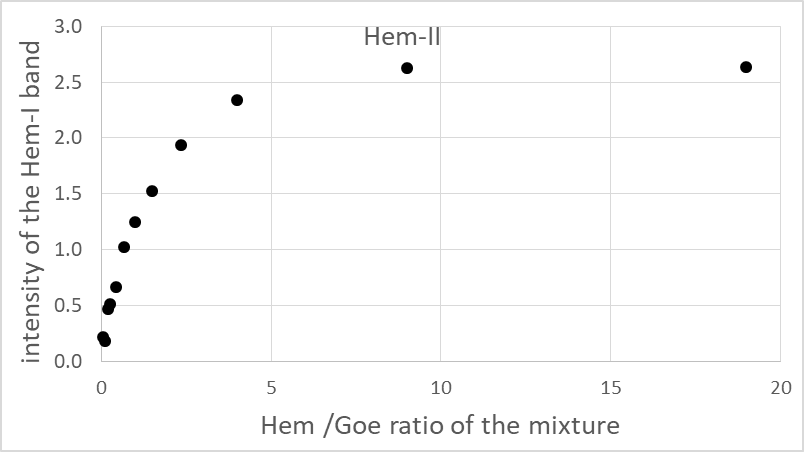 Hem-II
3.0
2.5
2.0
1.5
1.0
0.5
0.0
intensity of the Hem-I band
0 5 10 15 20
Hem /Goe ratio of the mixture